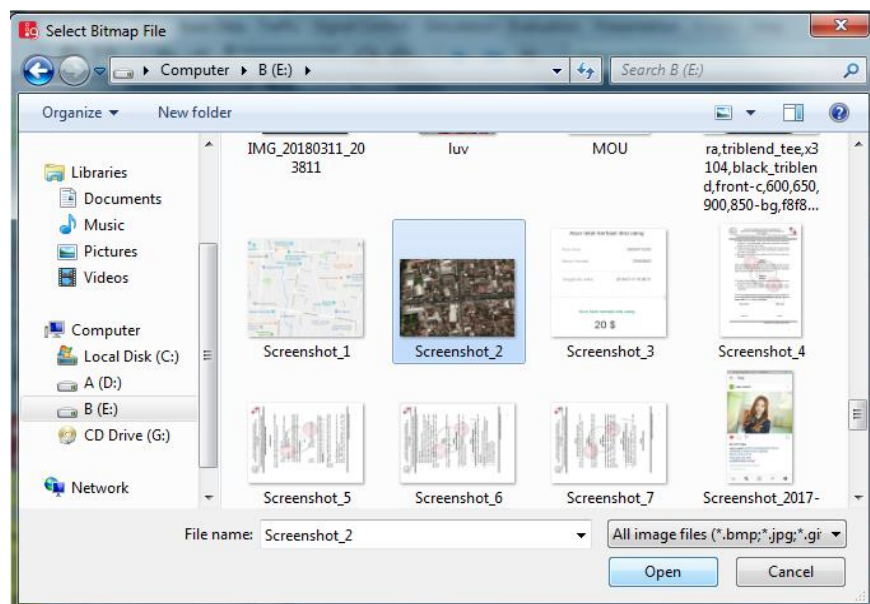 Select Bitmap File
Computer
B (E:)
Search B (E:)
Organize
New folder
Libraries
Documents
Music
Pictures
Videos
Computer
Local Disk (C:)
A (D:)
B (E:)
CD Drive (G:)
Network
IMG_20180311_20
3811
luv
MOU
ra,triblend_tee,x3
104,black_triblen
d,front-c,600,650,
900,850-bg,f8f8...
20 $
Screenshot_1
Screenshot_2
Screenshot_3
Screenshot_4
Screenshot_5
Screenshot_6
Screenshot_7
Screenshot_2017-
File name:
Screenshot_2
All image files (*.bmp;*.jpg;*.gi
Open
Cancel